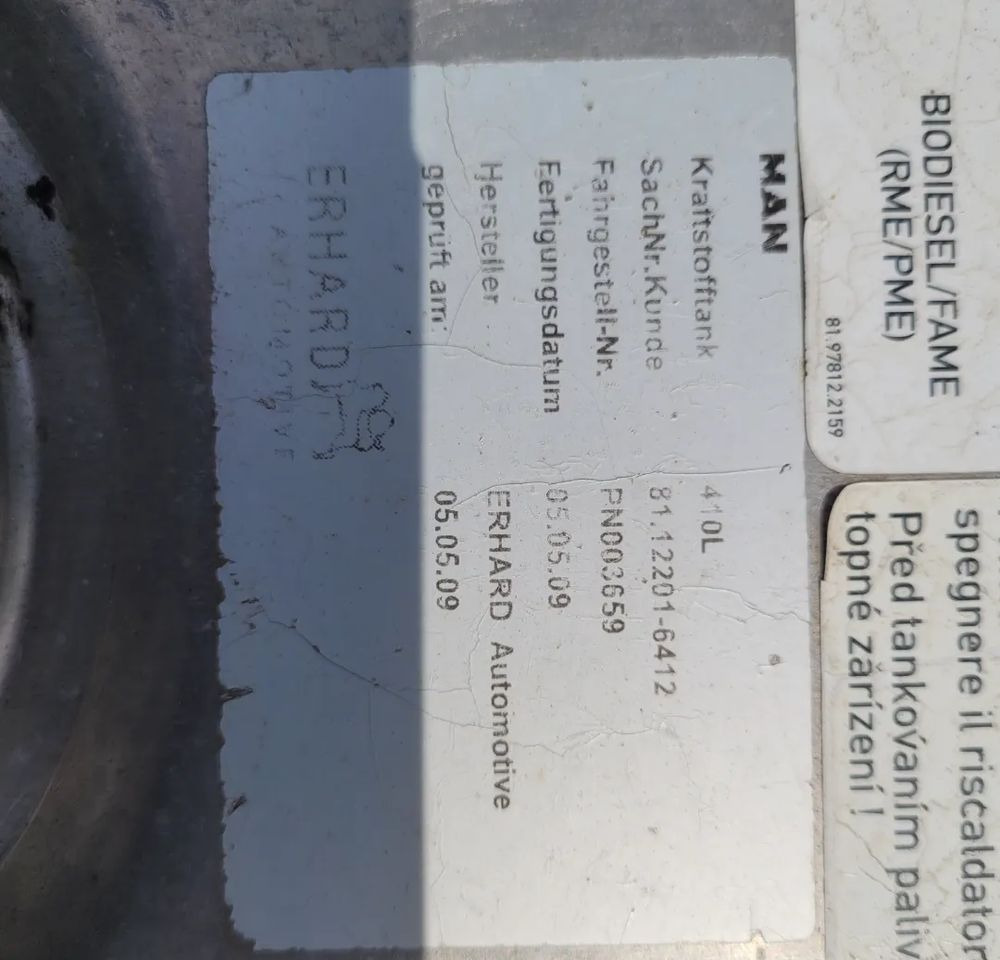 MAN
Kraftstofftank 410L
SachNr.Kunde 81.12201-6412
Fahrgestell-Nr. PN003659
Fertigungsdatum 05.05.09
Hersteller ERHARD Automotive
geprüft am: 05.05.09
ERHARD
AUTOMOTIVE
BIODIESEL/FAME
(RME/PME)
81.97812.2159
spegnere il riscaldator
Před tankováním paliv
topné zařízení !